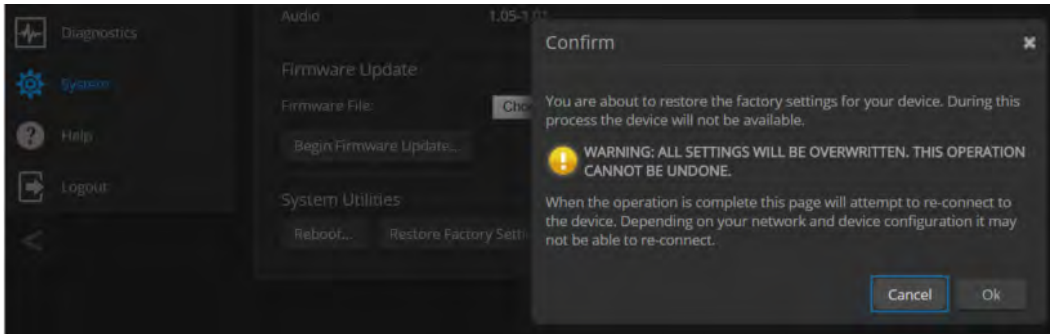 Diagnostics
System
Help
Logout
<
Audio 1.05-1.01
Firmware Update
Firmware File: Cho
Begin Firmware Update...
System Utilities
Reboot... Restore Factory Setti
Confirm
You are about to restore the factory settings for your device. During this
process the device will not be available.
WARNING: ALL SETTINGS WILL BE OVERWRITTEN. THIS OPERATION
CANNOT BE UNDONE.
When the operation is complete this page will attempt to re-connect to
the device. Depending on your network and device configuration it may
not be able to re-connect.
Cancel Ok